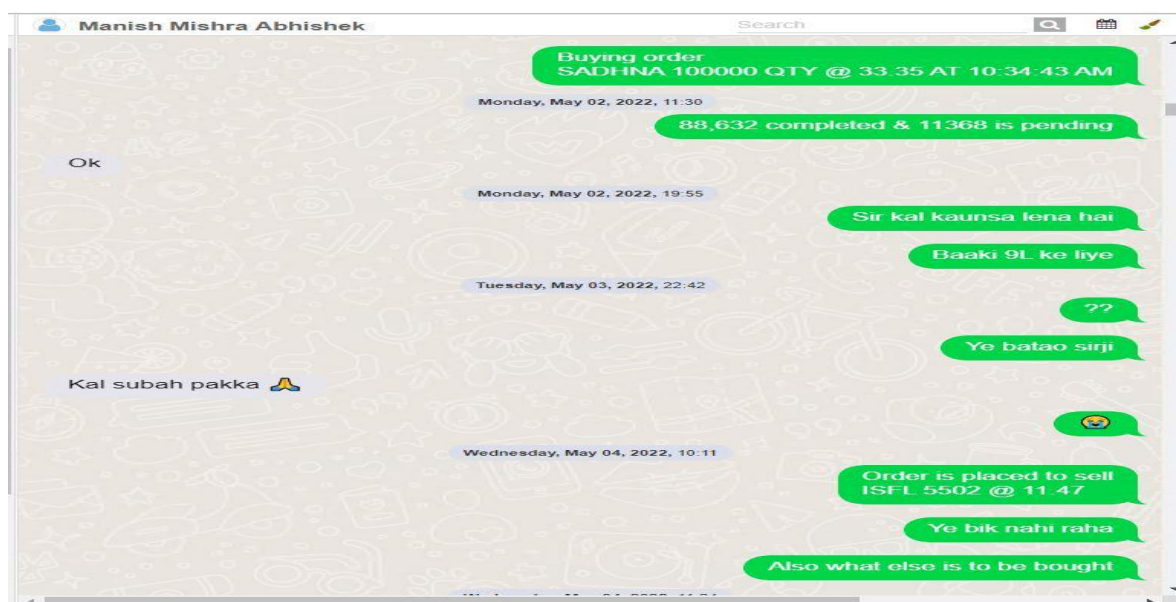 Manish Mishra Abhishek
Search
Buying order
SADHNA 100000 QTY @ 33.35 AT 10:34:43 AM
Monday, May 02, 2022, 11:30
88,632 completed & 11368 is pending
Ok
Monday, May 02, 2022, 19:55
Sir kal kaunsa lena hai
Baaki 9L ke liye
Tuesday, May 03, 2022, 22:42
??
Ye batao sirji
Kal subah pakka 🙏
😭
Wednesday, May 04, 2022, 10:11
Order is placed to sell
ISFL 5502 @ 11.47
Ye bik nahi raha
Also what else is to be bought